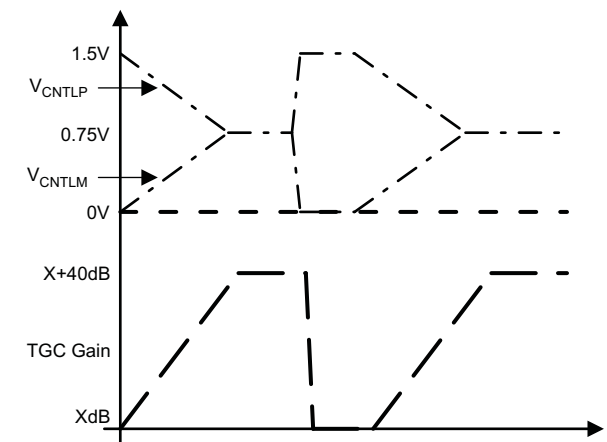 1.5V
VCNTLP
0.75V
VCNTLM
0V
X+40dB
TGC Gain
XdB